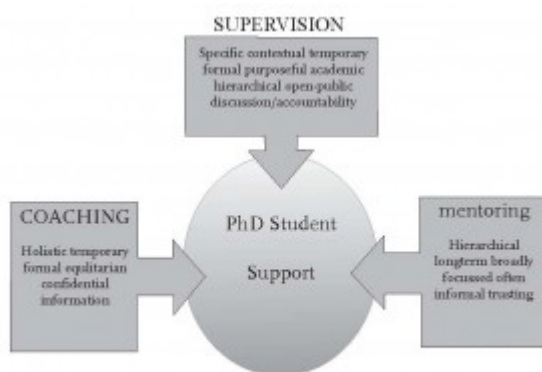 SUPERVISION
Specific contextual temporary
formal purposeful academic
hierarchical open-public
discussion/accountability
PhD Student
Support
COACHING
Holistic temporary
formal equlitarian
confidential
information
mentoring
Hierarchical
longterm broadly
focussed often
informal trusting